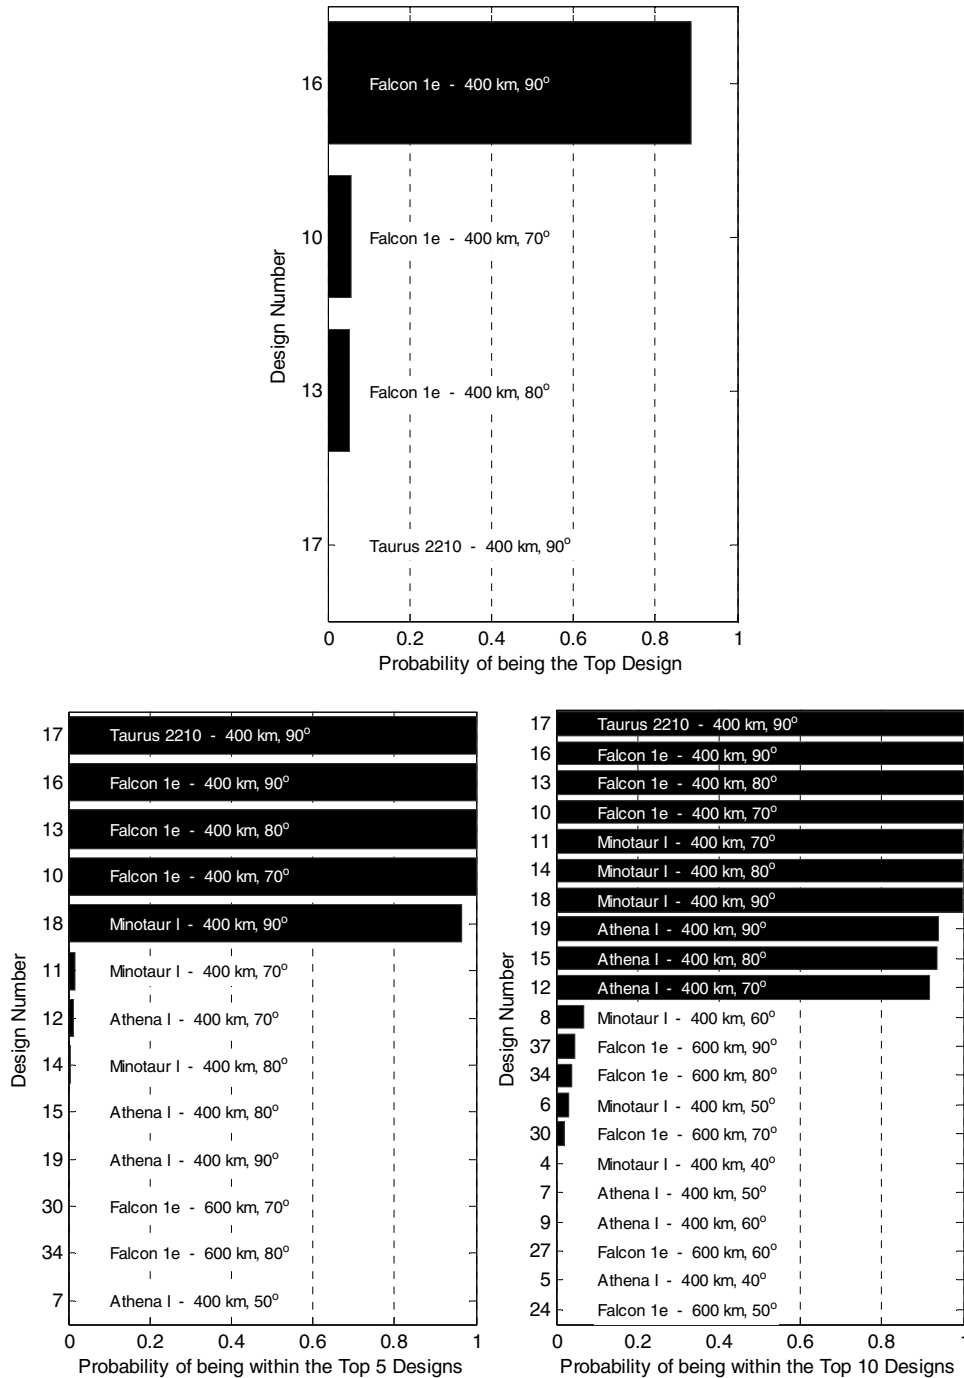 16
Falcon 1e - 400 km, 90°
10
Falcon 1e - 400 km, 70°
Design Number
13
Falcon 1e - 400 km, 80°
17
Taurus 2210 - 400 km, 90°
0 0.2 0.4 0.6 0.8 1
Probability of being the Top Design
17 Taurus 2210 - 400 km, 90°
16 Falcon 1e - 400 km, 90°
13 Falcon 1e - 400 km, 80°
10 Falcon 1e - 400 km, 70°
18 Minotaur I - 400 km, 90°
11 Minotaur I - 400 km, 70°
12 Athena I - 400 km, 70°
14 Minotaur I - 400 km, 80°
15 Athena I - 400 km, 80°
19 Athena I - 400 km, 90°
30 Falcon 1e - 600 km, 70°
34 Falcon 1e - 600 km, 80°
7 Athena I - 400 km, 50°
Design Number
0 0.2 0.4 0.6 0.8 1
Probability of being within the Top 5 Designs
17 Taurus 2210 - 400 km, 90°
16 Falcon 1e - 400 km, 90°
13 Falcon 1e - 400 km, 80°
10 Falcon 1e - 400 km, 70°
11 Minotaur I - 400 km, 70°
14 Minotaur I - 400 km, 80°
18 Minotaur I - 400 km, 90°
19 Athena I - 400 km, 90°
15 Athena I - 400 km, 80°
12 Athena I - 400 km, 70°
8 Minotaur I - 400 km, 60°
37 Falcon 1e - 600 km, 90°
34 Falcon 1e - 600 km, 80°
6 Minotaur I - 400 km, 50°
30 Falcon 1e - 600 km, 70°
4 Minotaur I - 400 km, 40°
7 Athena I - 400 km, 50°
9 Athena I - 400 km, 60°
27 Falcon 1e - 600 km, 60°
5 Athena I - 400 km, 40°
24 Falcon 1e - 600 km, 50°
Design Number
0 0.2 0.4 0.6 0.8 1
Probability of being within the Top 10 Designs